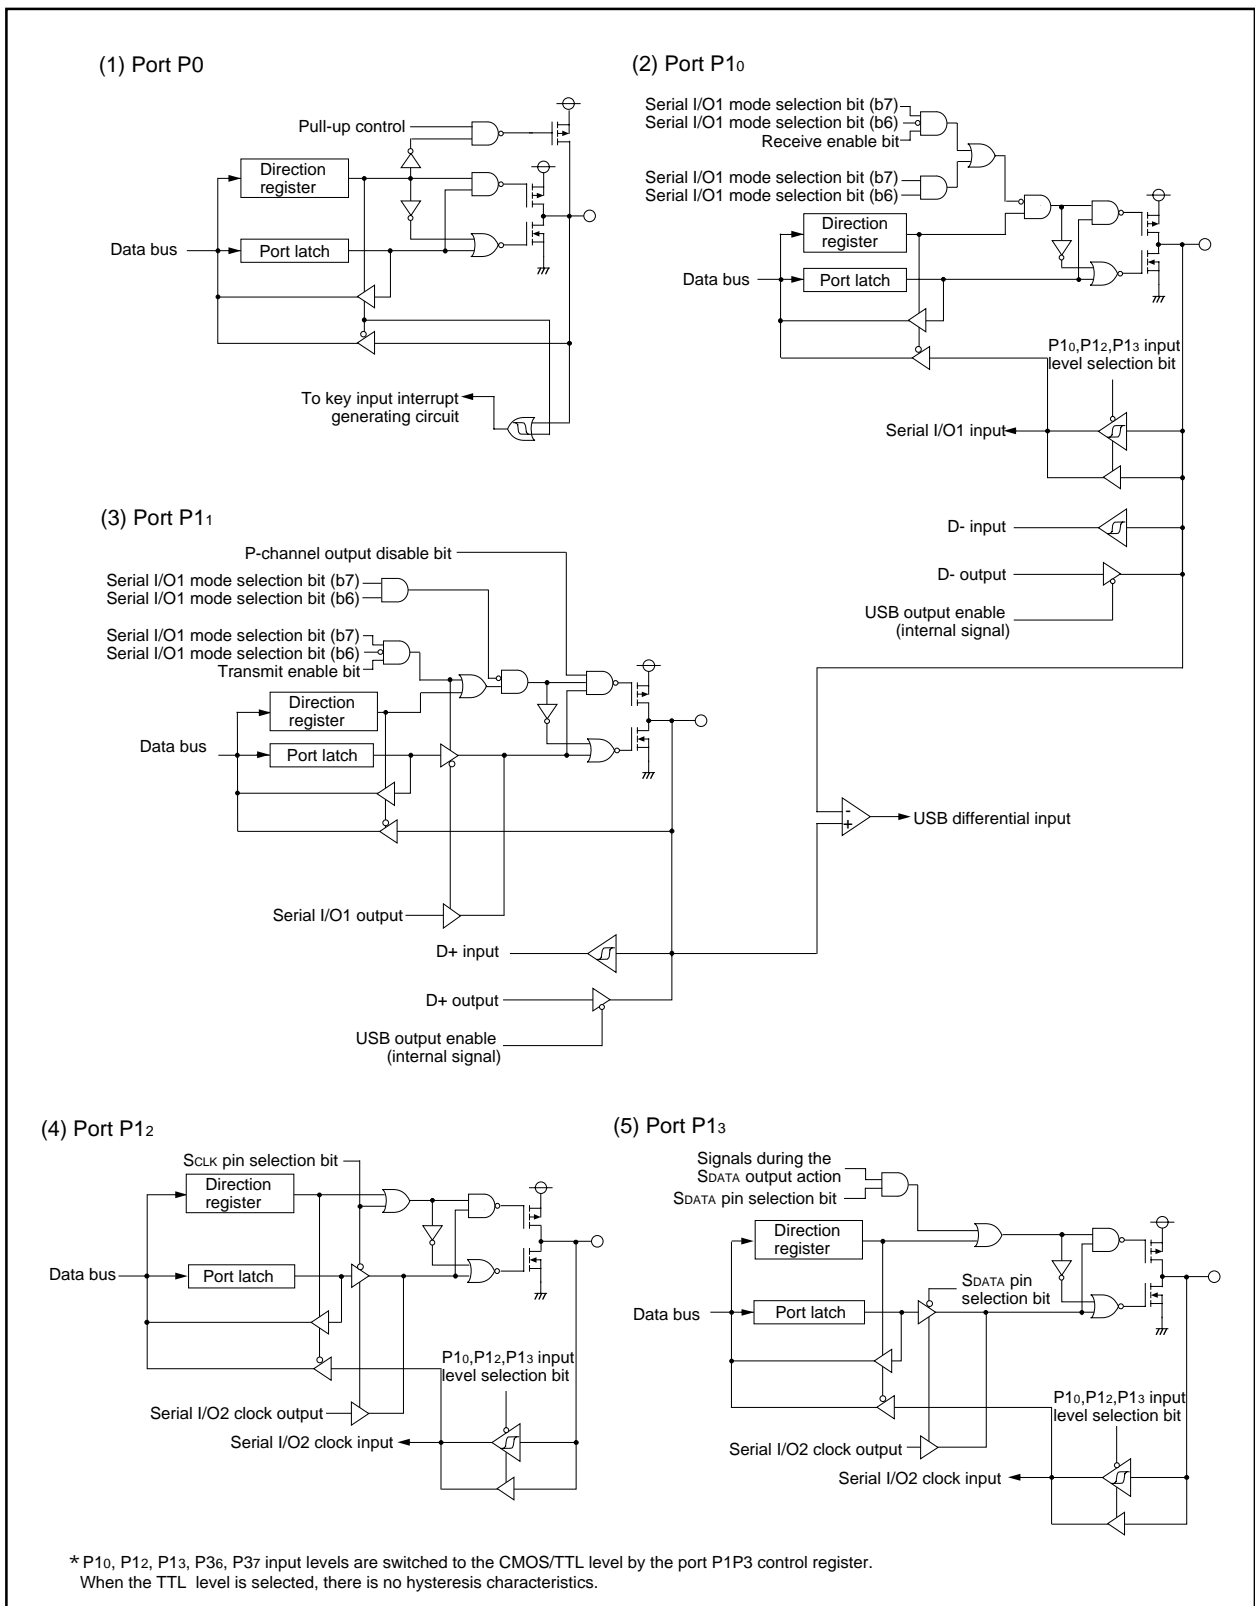 (1) Port P0
Pull-up control
Direction
register
Data bus
Port latch
To key input interrupt
generating circuit
(2) Port P10
Serial I/O1 mode selection bit (b7)
Serial I/O1 mode selection bit (b6)
Receive enable bit
Serial I/O1 mode selection bit (b7)
Serial I/O1 mode selection bit (b6)
Direction
register
Data bus
Port latch
P10,P12,P13 input
level selection bit
Serial I/O1 input
D- input
D- output
USB output enable
(internal signal)
(3) Port P11
P-channel output disable bit
Serial I/O1 mode selection bit (b7)
Serial I/O1 mode selection bit (b6)
Serial I/O1 mode selection bit (b7)
Serial I/O1 mode selection bit (b6)
Transmit enable bit
Direction
register
Data bus
Port latch
-
+
USB differential input
Serial I/O1 output
D+ input
D+ output
USB output enable
(internal signal)
(4) Port P12
SCLK pin selection bit
Direction
register
Data bus
Port latch
P10,P12,P13 input
level selection bit
Serial I/O2 clock output
Serial I/O2 clock input
(5) Port P13
Signals during the
SDATA output action
SDATA pin selection bit
Direction
register
SDATA pin
selection bit
Data bus
Port latch
P10,P12,P13 input
level selection bit
Serial I/O2 clock output
Serial I/O2 clock input
* P10, P12, P13, P36, P37 input levels are switched to the CMOS/TTL level by the port P1P3 control register.
When the TTL level is selected, there is no hysteresis characteristics.